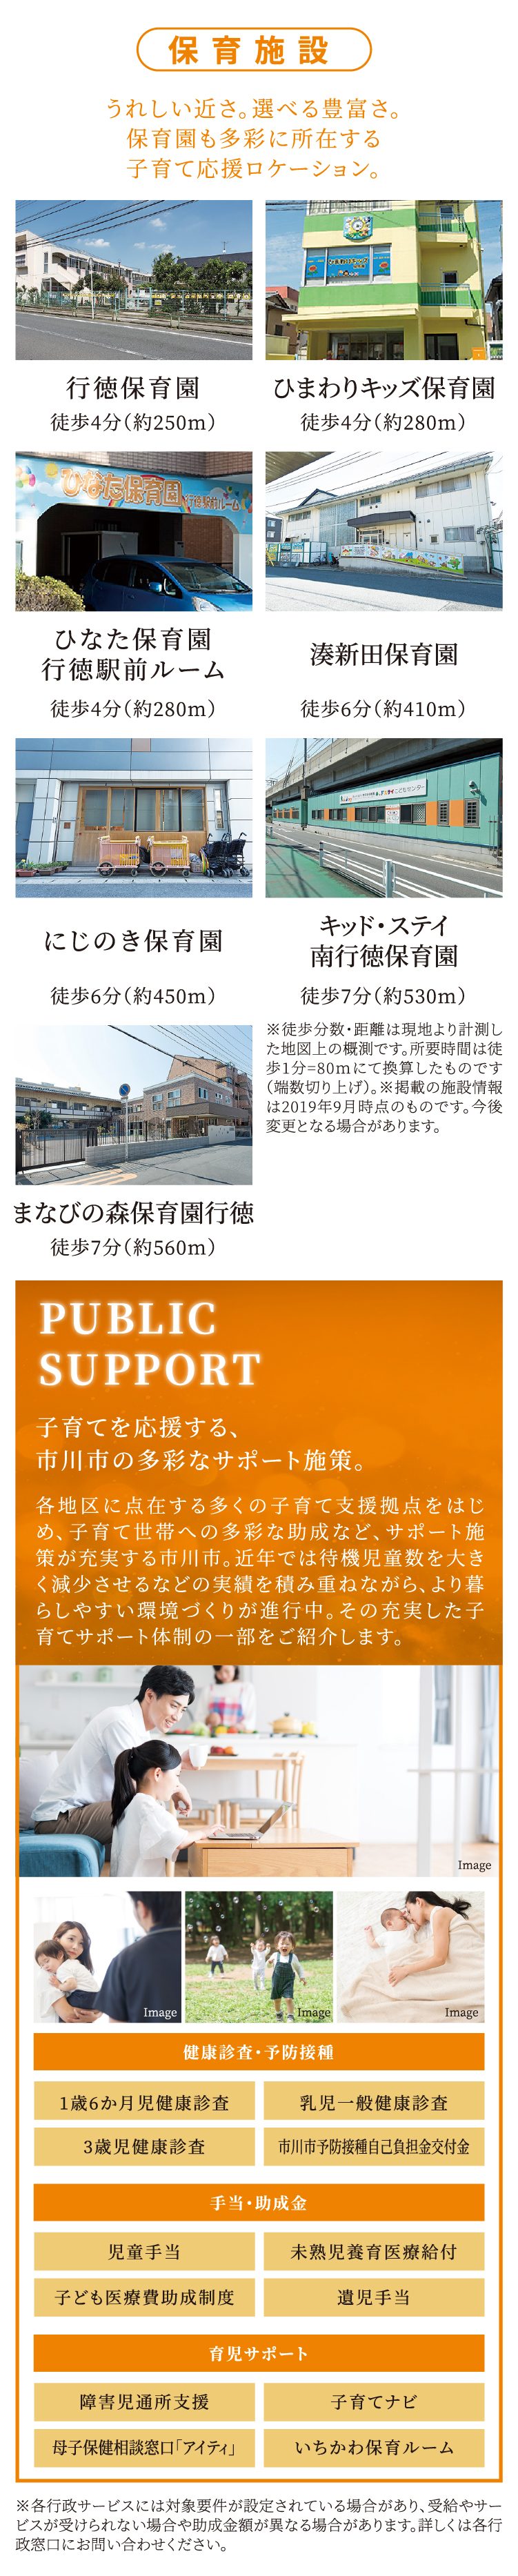 保育施設
うれしい近さ。選べる豊富さ。
保育園も多彩に所在する
子育て応援ロケーション。
行徳保育園
徒歩4分（約250m）
ひまわりキッズ保育園
徒歩4分（約280m）
ひなた保育園
行徳駅前ルーム
ひなた保育園
行徳駅前ルーム
徒歩4分（約280m）
湊新田保育園
徒歩6分（約410m）
にじのき保育園
徒歩6分（約450m）
キッド・ステイ
南行徳保育園
徒歩7分（約530m）
※徒歩分数・距離は現地より計測し
た地図上の概測です。所要時間は徒
歩1分=80mにて換算したものです
（端数切り上げ）。※掲載の施設情報
は2019年9月時点のものです。今後
変更となる場合があります。
まなびの森保育園行徳
徒歩7分（約560m）
PUBLIC
SUPPORT
子育てを応援する、
市川市の多彩なサポート施策。
各地区に点在する多くの子育て支援拠点をはじ
め、子育て世帯への多彩な助成など、サポート施
策が充実する市川市。近年では待機児童数を大き
く減少させるなどの実績を積み重ねながら、より暮
らしやすい環境づくりが進行中。その充実した子
育てサポート体制の一部をご紹介します。
Image
Image
Image
Image
健康診査・予防接種
1歳6か月児健康診査
乳児一般健康診査
3歳児健康診査
市川市予防接種自己負担金交付金
手当・助成金
児童手当
未熟児養育医療給付
子ども医療費助成制度
遺児手当
育児サポート
障害児通所支援
子育てナビ
母子保健相談窓口「アイティ」
いちかわ保育ルーム
※各行政サービスには対象要件が設定されている場合があり、受給やサー
ビスが受けられない場合や助成金額が異なる場合があります。詳しくは各行
政窓口にお問い合わせください。